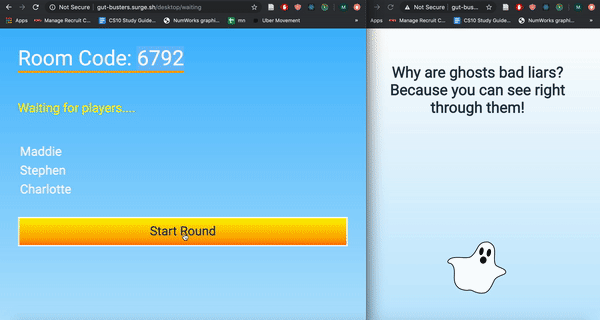 Not Secure | gut-busters.surge.sh/desktop/waiting
Apps Manage Recruit C... CS10 Study Guide... NumWorks graphi... mn Uber Movement
Room Code: 6792
Waiting for players....
Maddie
Stephen
Charlotte
Start Round
Not Secure | gut-bus...
Apps Manage Recruit C... CS10 Study Guide... NumWorks graphi...
Why are ghosts bad liars?
Because you can see right
through them!